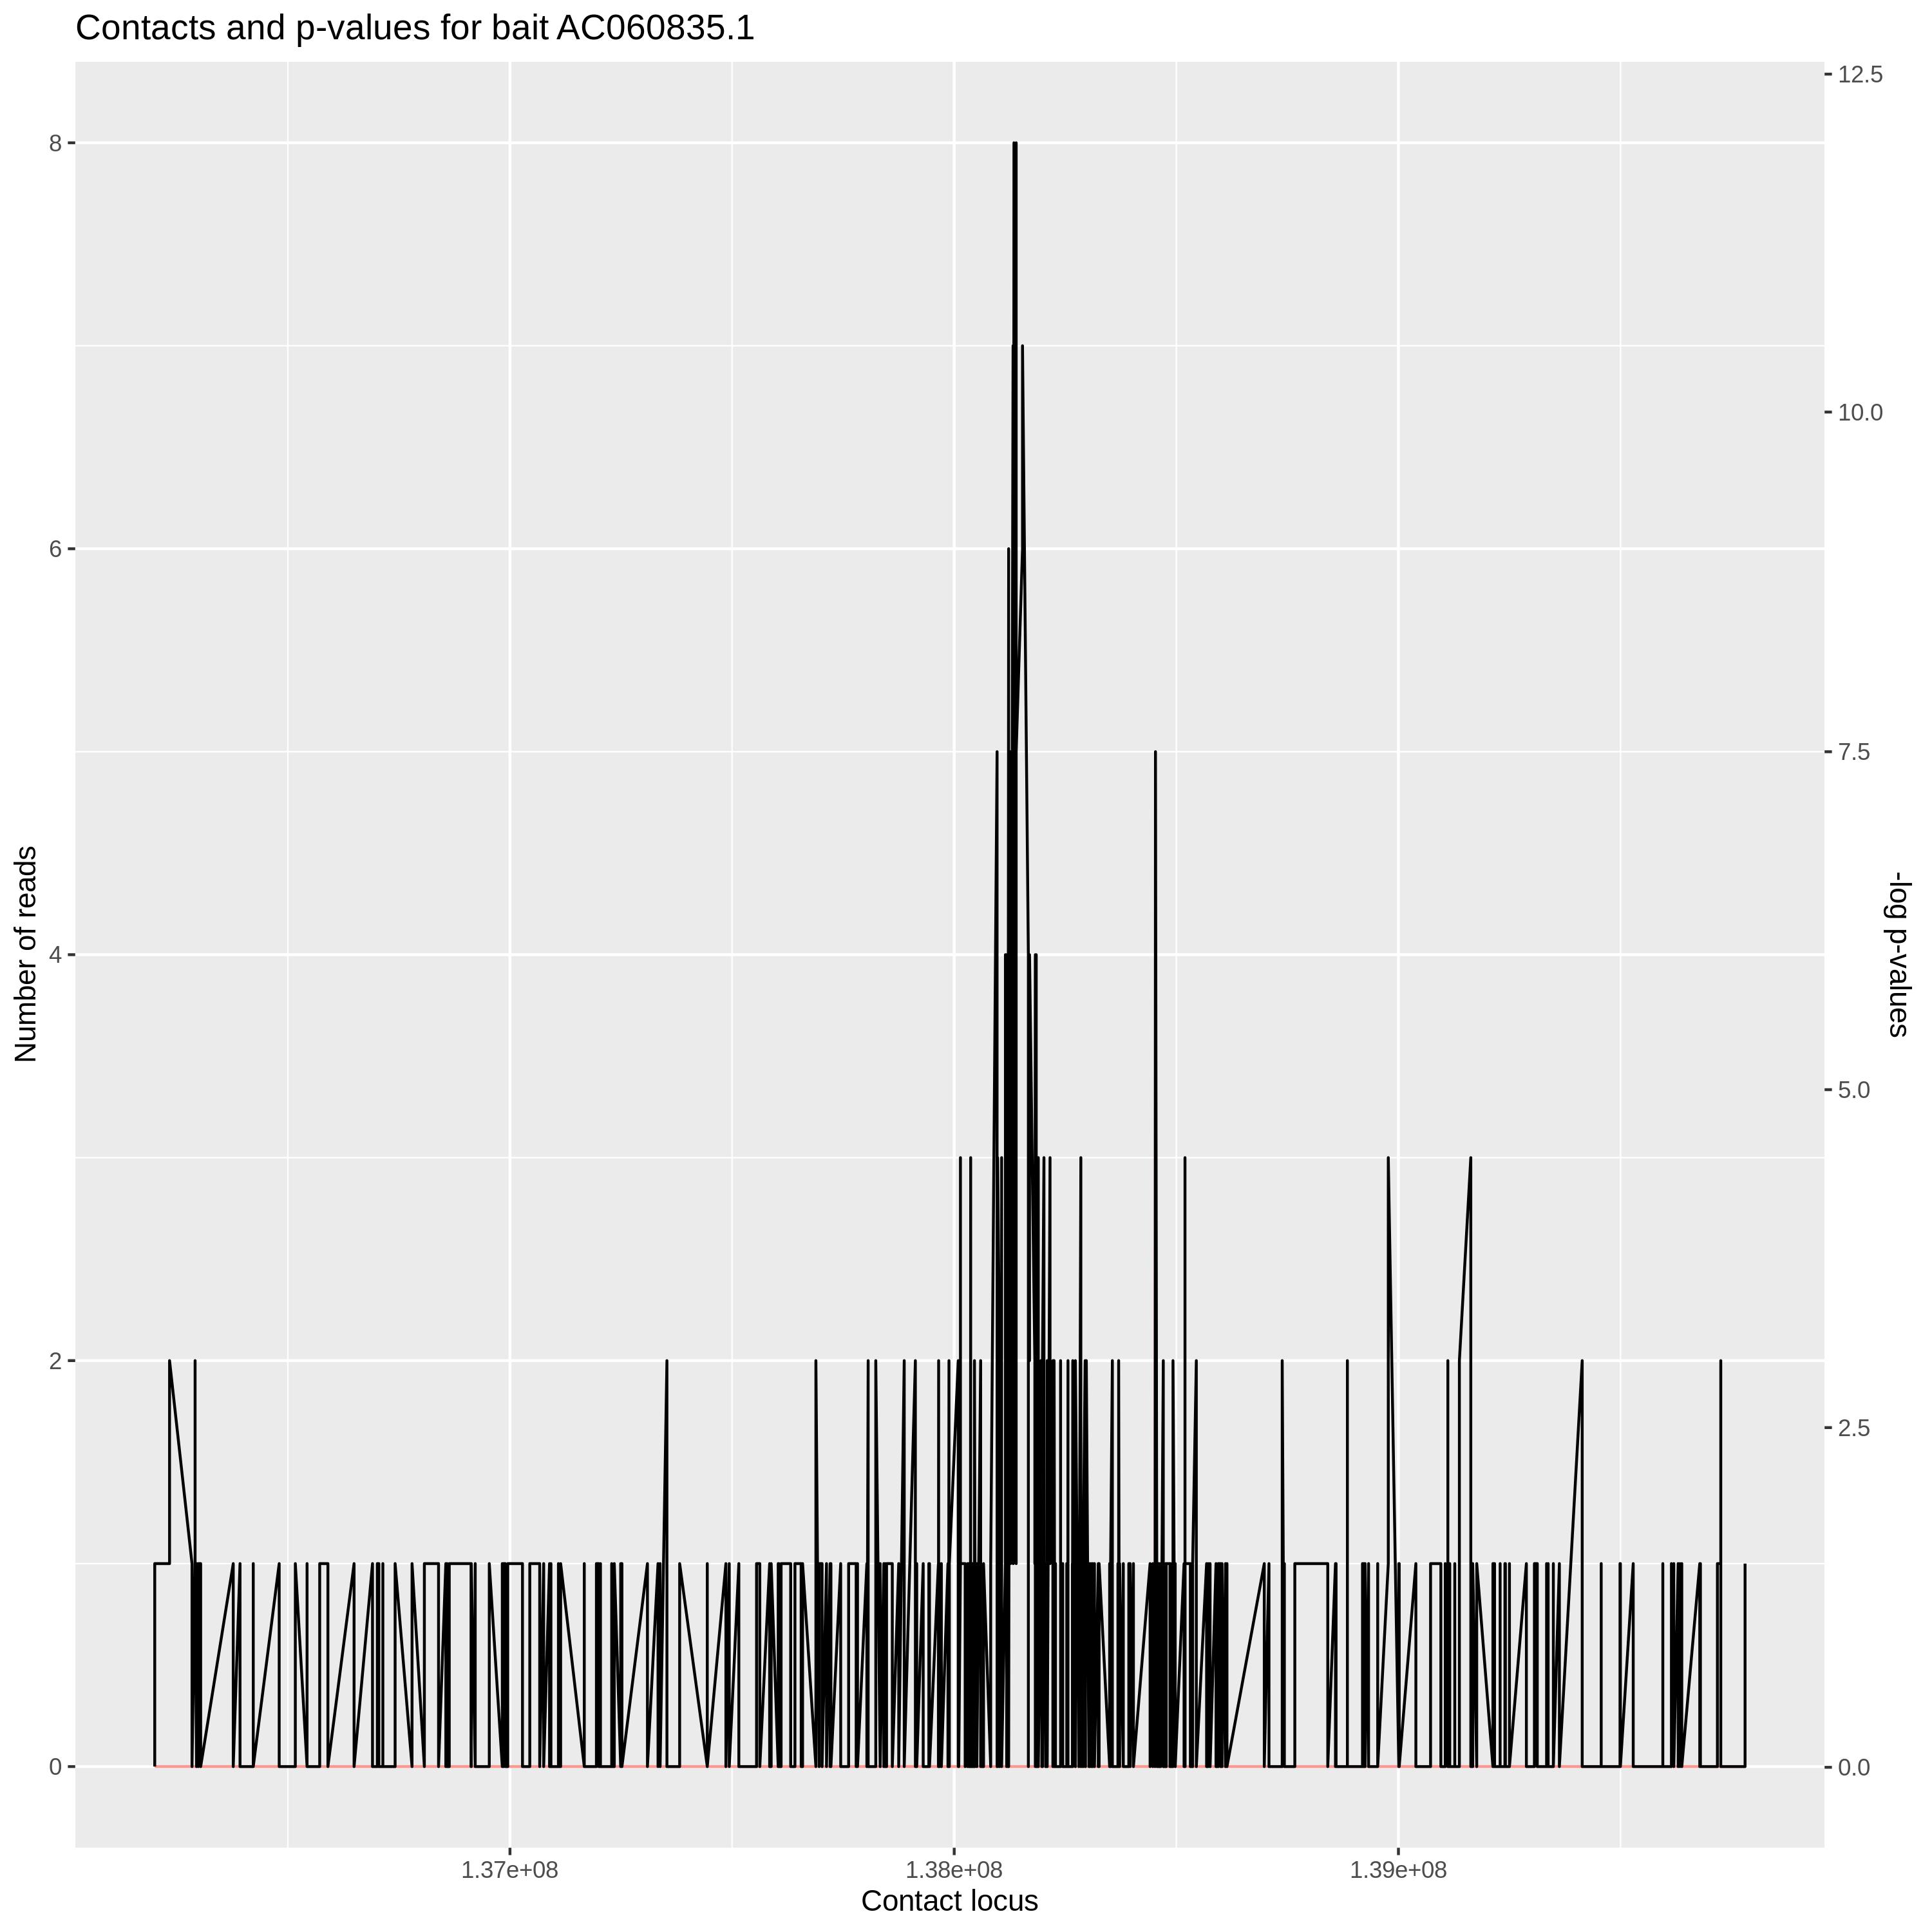 Contacts and p-values for bait AC060835.1
12.5
8
10.0
6
7.5
4
5.0
2
2.5
0
0.0
Number of reads
-log p-values
1.37e+08
1.38e+08
1.39e+08
Contact locus